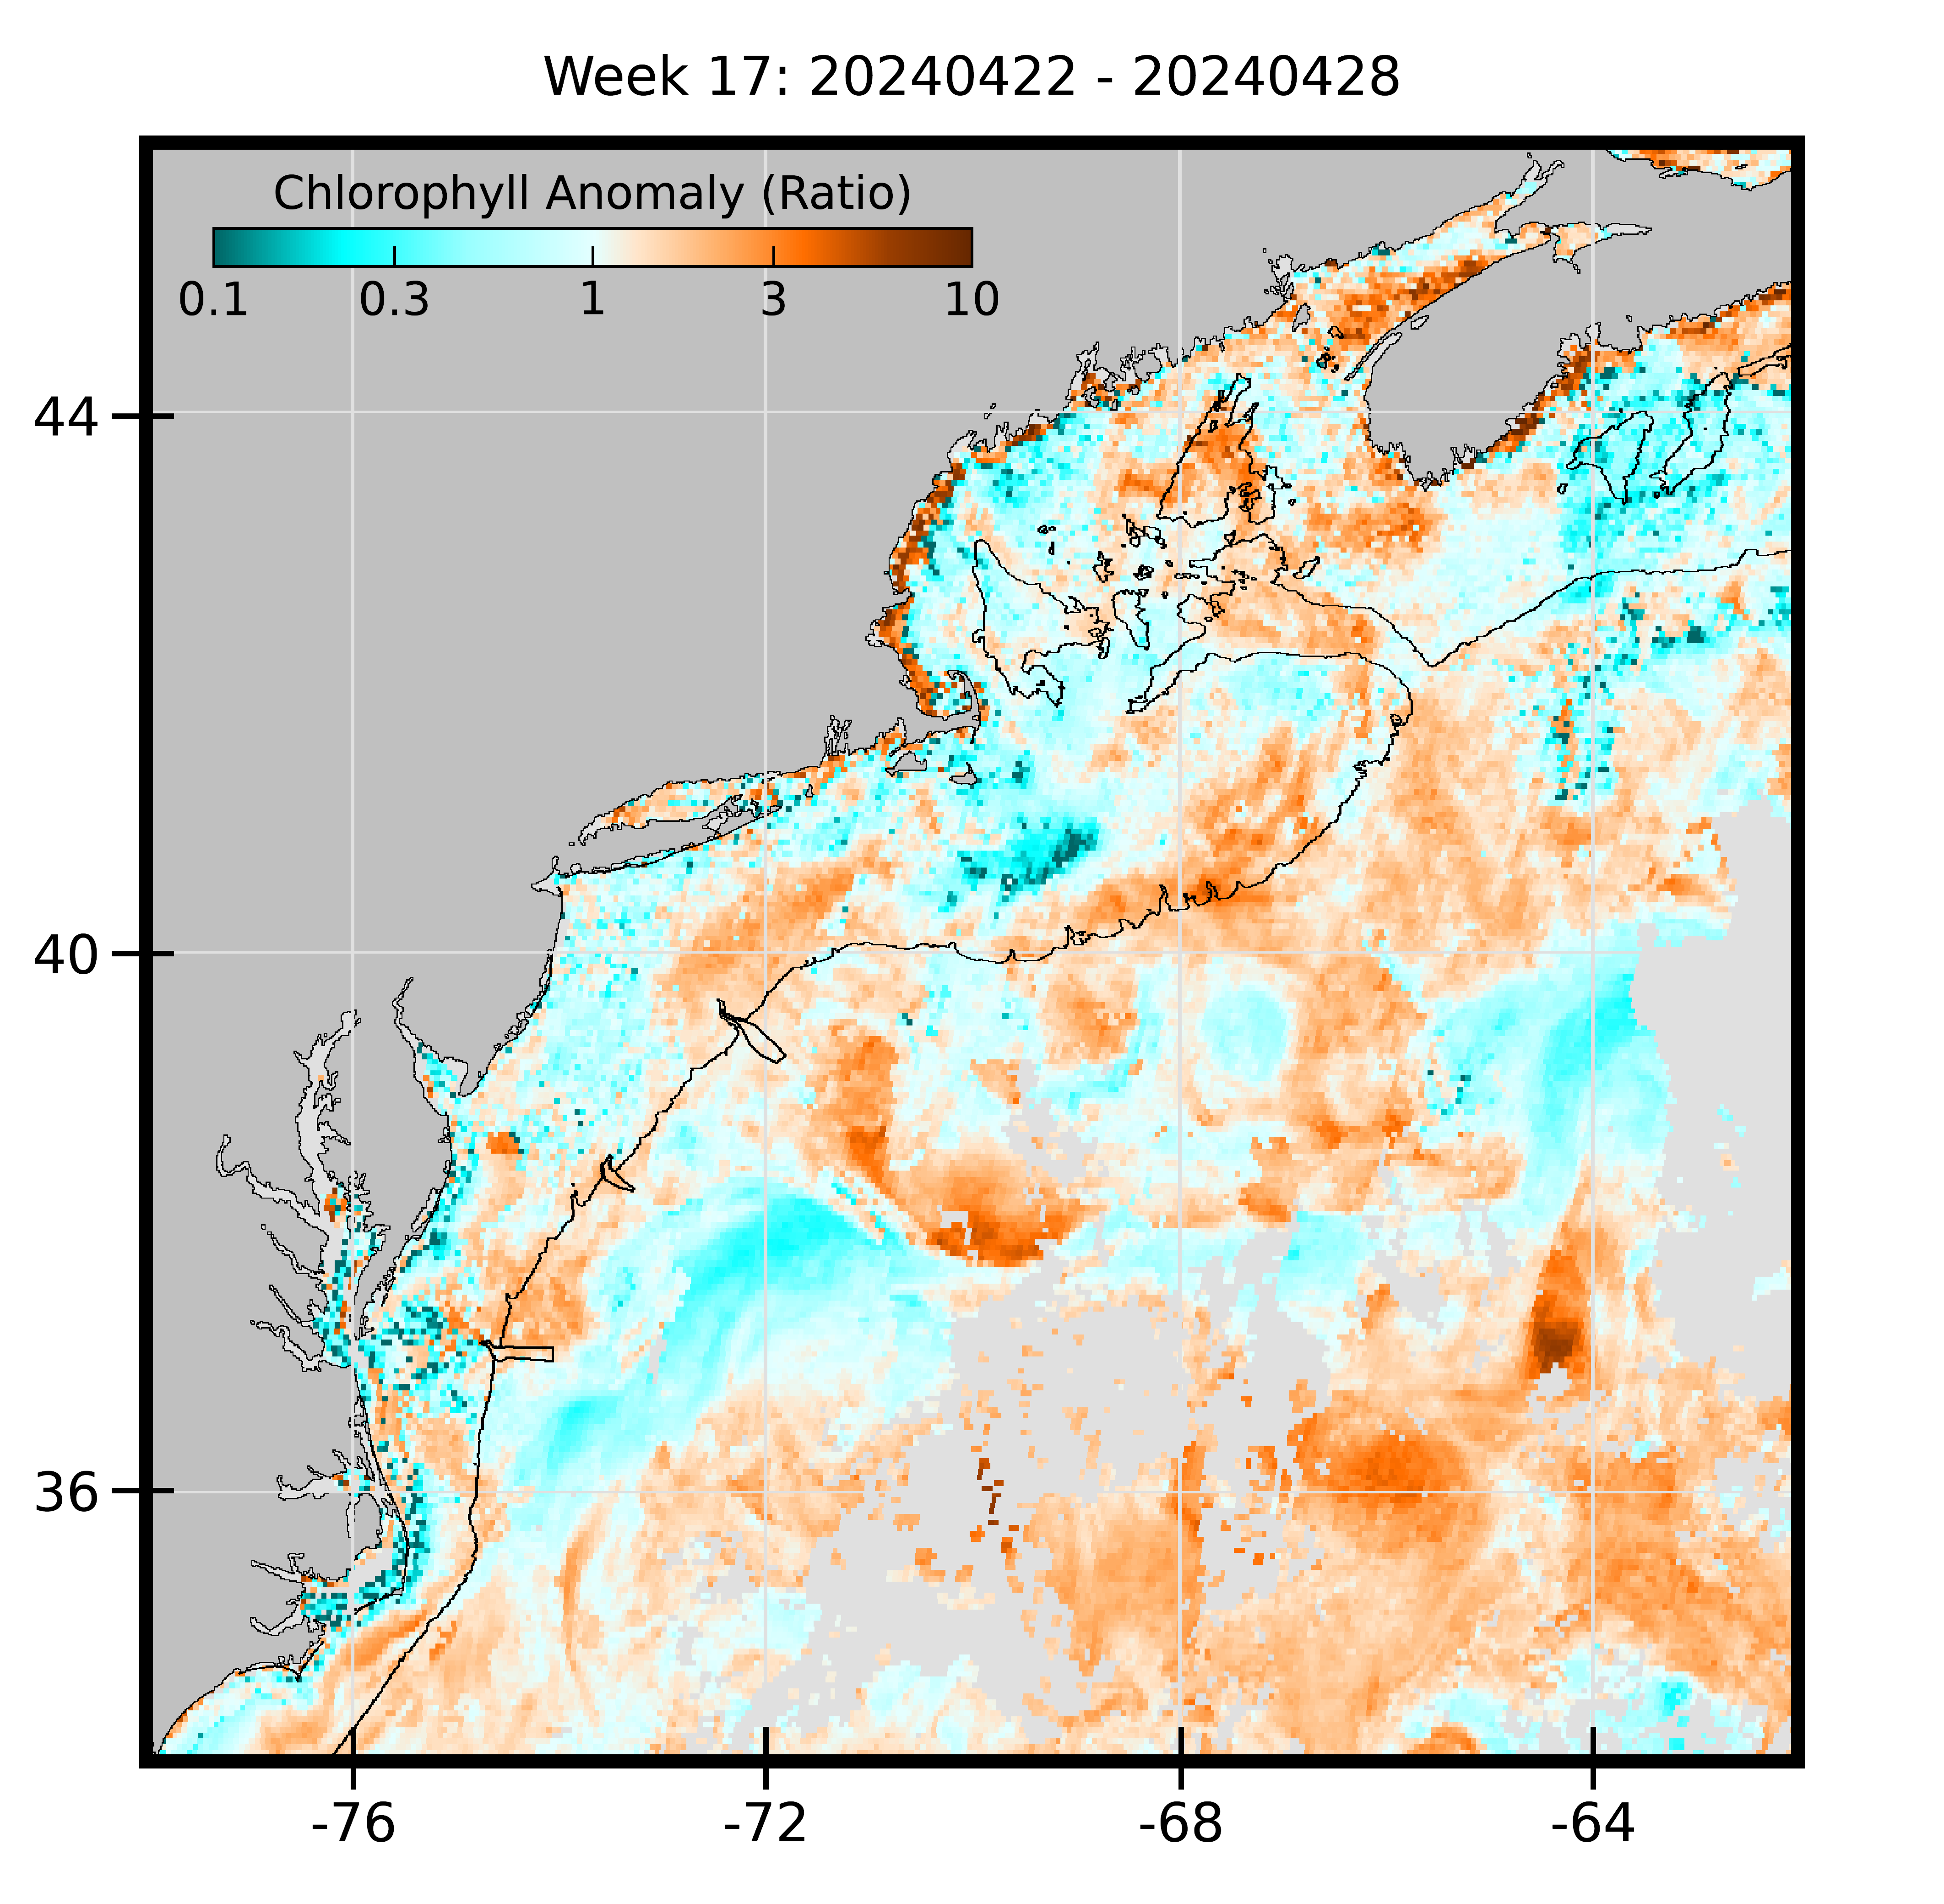 Week 17: 20240422 - 20240428
Chlorophyll Anomaly (Ratio)
0.1 0.3 1 3 10
44
40
36
-76 -72 -68 -64